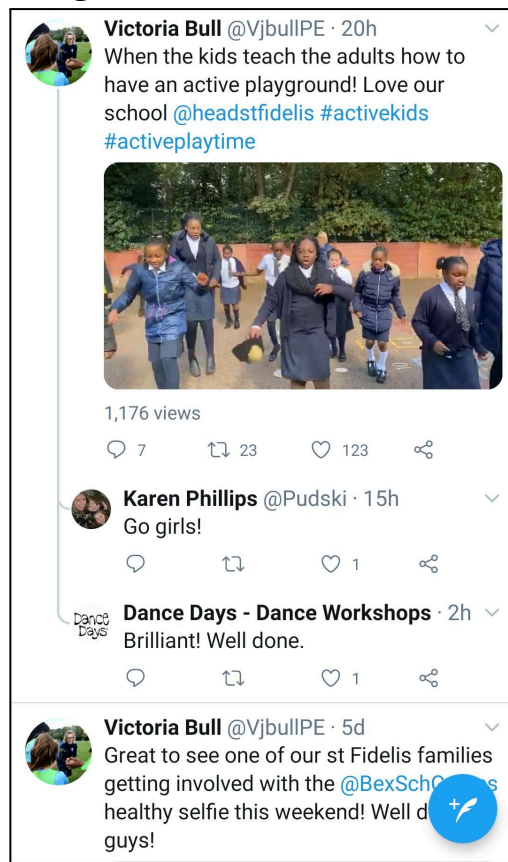 Victoria Bull @VjbullPE · 20h
When the kids teach the adults how to
have an active playground! Love our
school @headstfidelis #activekids
#activeplaytime
1,176 views
7 23 123
Karen Phillips @Pudski · 15h
Go girls!
1
Dance Days
Dance Days - Dance Workshops · 2h
Brilliant! Well done.
1
Victoria Bull @VjbullPE · 5d
Great to see one of our st Fidelis families
getting involved with the
healthy selfie this weekend! Well
guys!